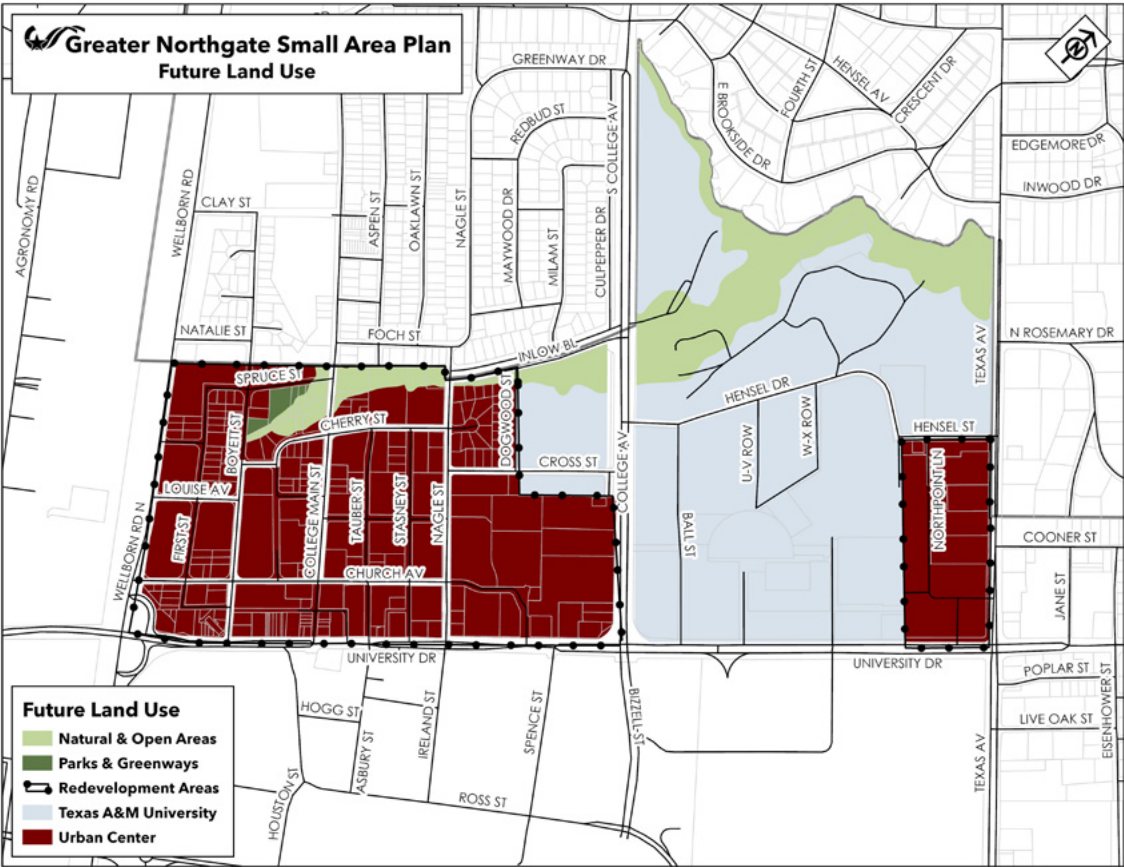 Greater Northgate Small Area Plan
Future Land Use
N
GREENWAY DR
HENSEL AV
FOURTH ST
CRESCENT DR
E BROOKSIDE DR
REDBUD ST
S COLLEGE AV
EDGEMORE DR
INWOOD DR
AGRONOMY RD
WELLBORN RD
CLAY ST
ASPEN ST
OAKLAWN ST
NAGLE ST
MAYWOOD DR
MILAM ST
CULPEPPER DR
NATALIE ST
FOCH ST
INLOW BL
TEXAS AV
N ROSEMARY DR
SPRUCE ST
HENSEL DR
DOGWOOD ST
CHERRY ST
BOYETT ST
W-X ROW
U-V ROW
HENSEL ST
CROSS ST
COLLEGE AV
NORTHPOINT LN
LOUISE AV
FIRST ST
COLLEGE MAIN ST
TAUBER ST
STASNEY ST
NAGLE ST
BALL ST
COONER ST
WELLBORN RD N
CHURCH AV
JANE ST
UNIVERSITY DR
UNIVERSITY DR
POPLAR ST
LIVE OAK ST
EISENHOWER ST
HOGG ST
ASBURY ST
IRELAND ST
SPENCE ST
BIZZELL ST
TEXAS AV
HOUSTON ST
ROSS ST
Future Land Use
Natural & Open Areas
Parks & Greenways
Redevelopment Areas
Texas A&M University
Urban Center